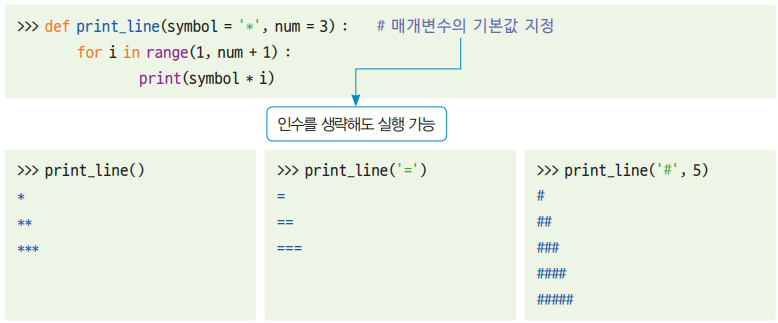 >>> def print_line(symbol = '*', num = 3) :    # 매개변수의 기본값 지정
        for i in range(1, num + 1) :
                print(symbol * i)
인수를 생략해도 실행 가능
>>> print_line()
*
**
***
>>> print_line('=')
=
==
===
>>> print_line('#', 5)
#
##
###
####
#####